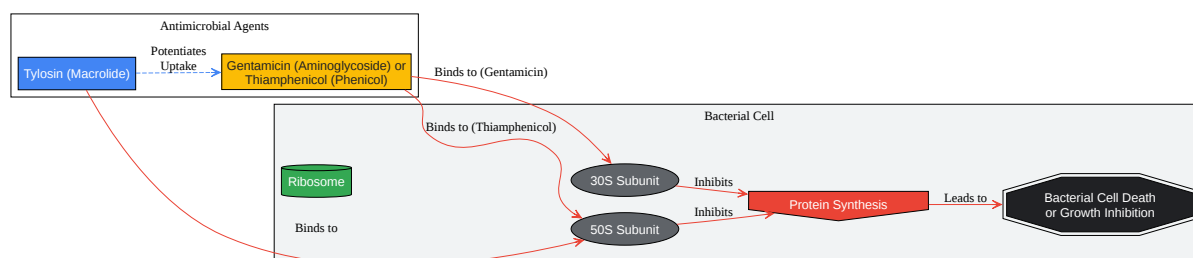 Antimicrobial Agents
Tylosin (Macrolide)
Potentiates
Uptake
Gentamicin (Aminoglycoside) or
Thiamphenicol (Phenicol)
Binds to (Gentamicin)
Binds to (Thiamphenicol)
Bacterial Cell
Ribosome
Binds to
30S Subunit
50S Subunit
Inhibits
Inhibits
Protein Synthesis
Leads to
Bacterial Cell Death
or Growth Inhibition